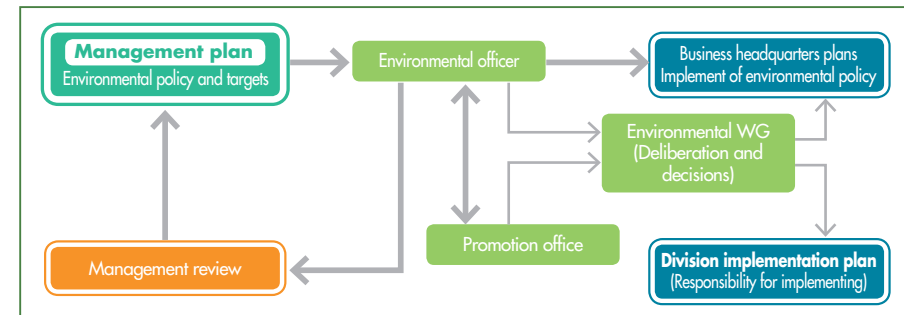 Management plan
Environmental policy and targets
Environmental officer
Business headquarters plans
Implement of environmental policy
Environmental WG
(Deliberation and
decisions)
Promotion office
Management review
Division implementation plan
(Responsibility for implementing)